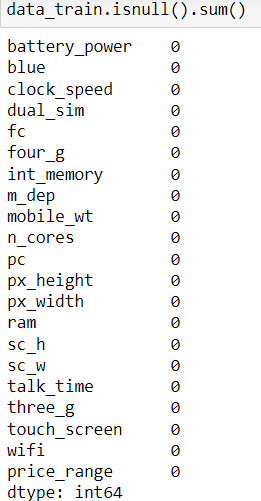 data_train.isnull().sum()
battery_power 0
blue 0
clock_speed 0
dual_sim 0
fc 0
four_g 0
int_memory 0
m_dep 0
mobile_wt 0
n_cores 0
pc 0
px_height 0
px_width 0
ram 0
sc_h 0
sc_w 0
talk_time 0
three_g 0
touch_screen 0
wifi 0
price_range 0
dtype: int64